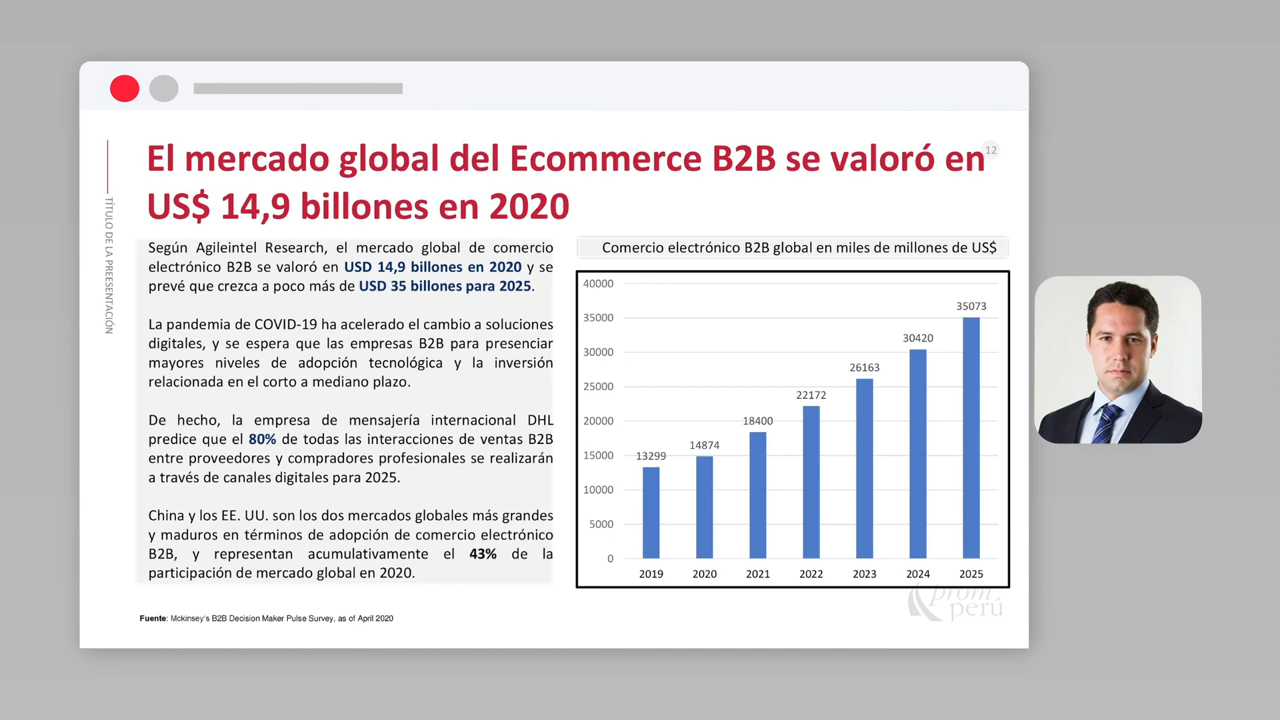 El mercado global del Ecommerce B2B se valoró en
US$ 14,9 billones en 2020
12
TÍTULO DE LA PREESENTACIÓN
Según Agileintel Research, el mercado global de comercio
electrónico B2B se valoró en USD 14,9 billones en 2020 y se
prevé que crezca a poco más de USD 35 billones para 2025.
La pandemia de COVID-19 ha acelerado el cambio a soluciones
digitales, y se espera que las empresas B2B para presenciar
mayores niveles de adopción tecnológica y la inversión
relacionada en el corto a mediano plazo.
De hecho, la empresa de mensajería internacional DHL
predice que el 80% de todas las interacciones de ventas B2B
entre proveedores y compradores profesionales se realizarán
a través de canales digitales para 2025.
China y los EE. UU. son los dos mercados globales más grandes
y maduros en términos de adopción de comercio electrónico
B2B, y representan acumulativamente el 43% de la
participación de mercado global en 2020.
Comercio electrónico B2B global en miles de millones de US$
40000
35000
30000
25000
20000
15000
10000
5000
0
13299
14874
18400
22172
26163
30420
35073
2019 2020 2021 2022 2023 2024 2025
prom
perú
Fuente: Mckinsey's B2B Decision Maker Pulse Survey, as of April 2020